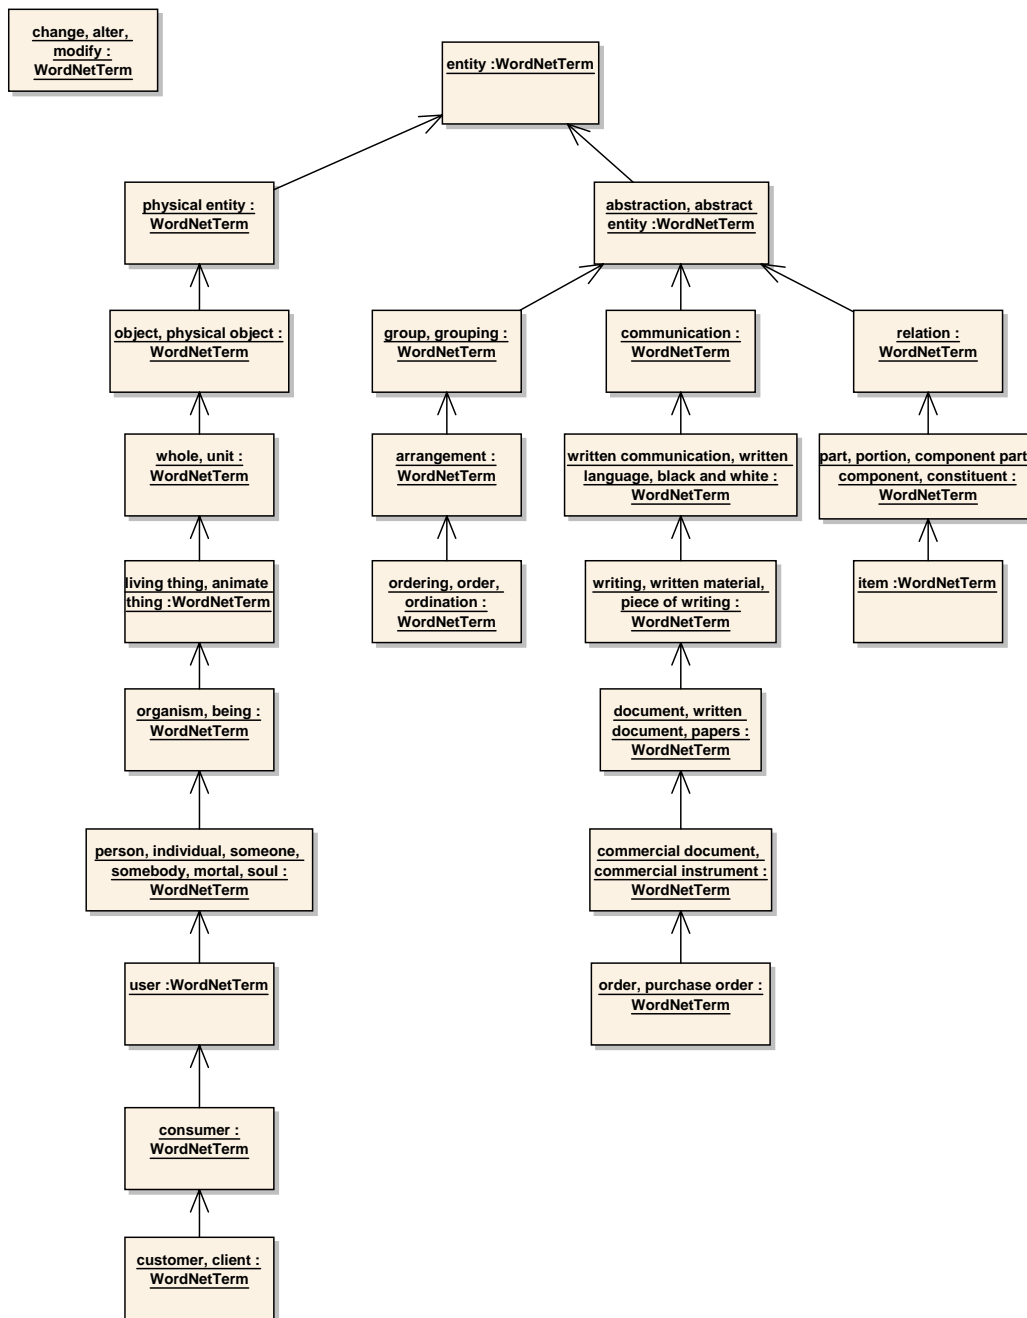 change, alter,
modify :
WordNetTerm
entity :WordNetTerm
physical entity :
WordNetTerm
abstraction, abstract
entity :WordNetTerm
object, physical object :
WordNetTerm
group, grouping :
WordNetTerm
communication :
WordNetTerm
relation :
WordNetTerm
whole, unit :
WordNetTerm
arrangement :
WordNetTerm
written communication, written
language, black and white :
WordNetTerm
part, portion, component part
component, constituent :
WordNetTerm
living thing, animate
thing :WordNetTerm
ordering, order,
ordination :
WordNetTerm
writing, written material,
piece of writing :
WordNetTerm
item :WordNetTerm
organism, being :
WordNetTerm
document, written
document, papers :
WordNetTerm
person, individual, someone,
somebody, mortal, soul :
WordNetTerm
commercial document,
commercial instrument :
WordNetTerm
user :WordNetTerm
order, purchase order :
WordNetTerm
consumer :
WordNetTerm
customer, client :
WordNetTerm